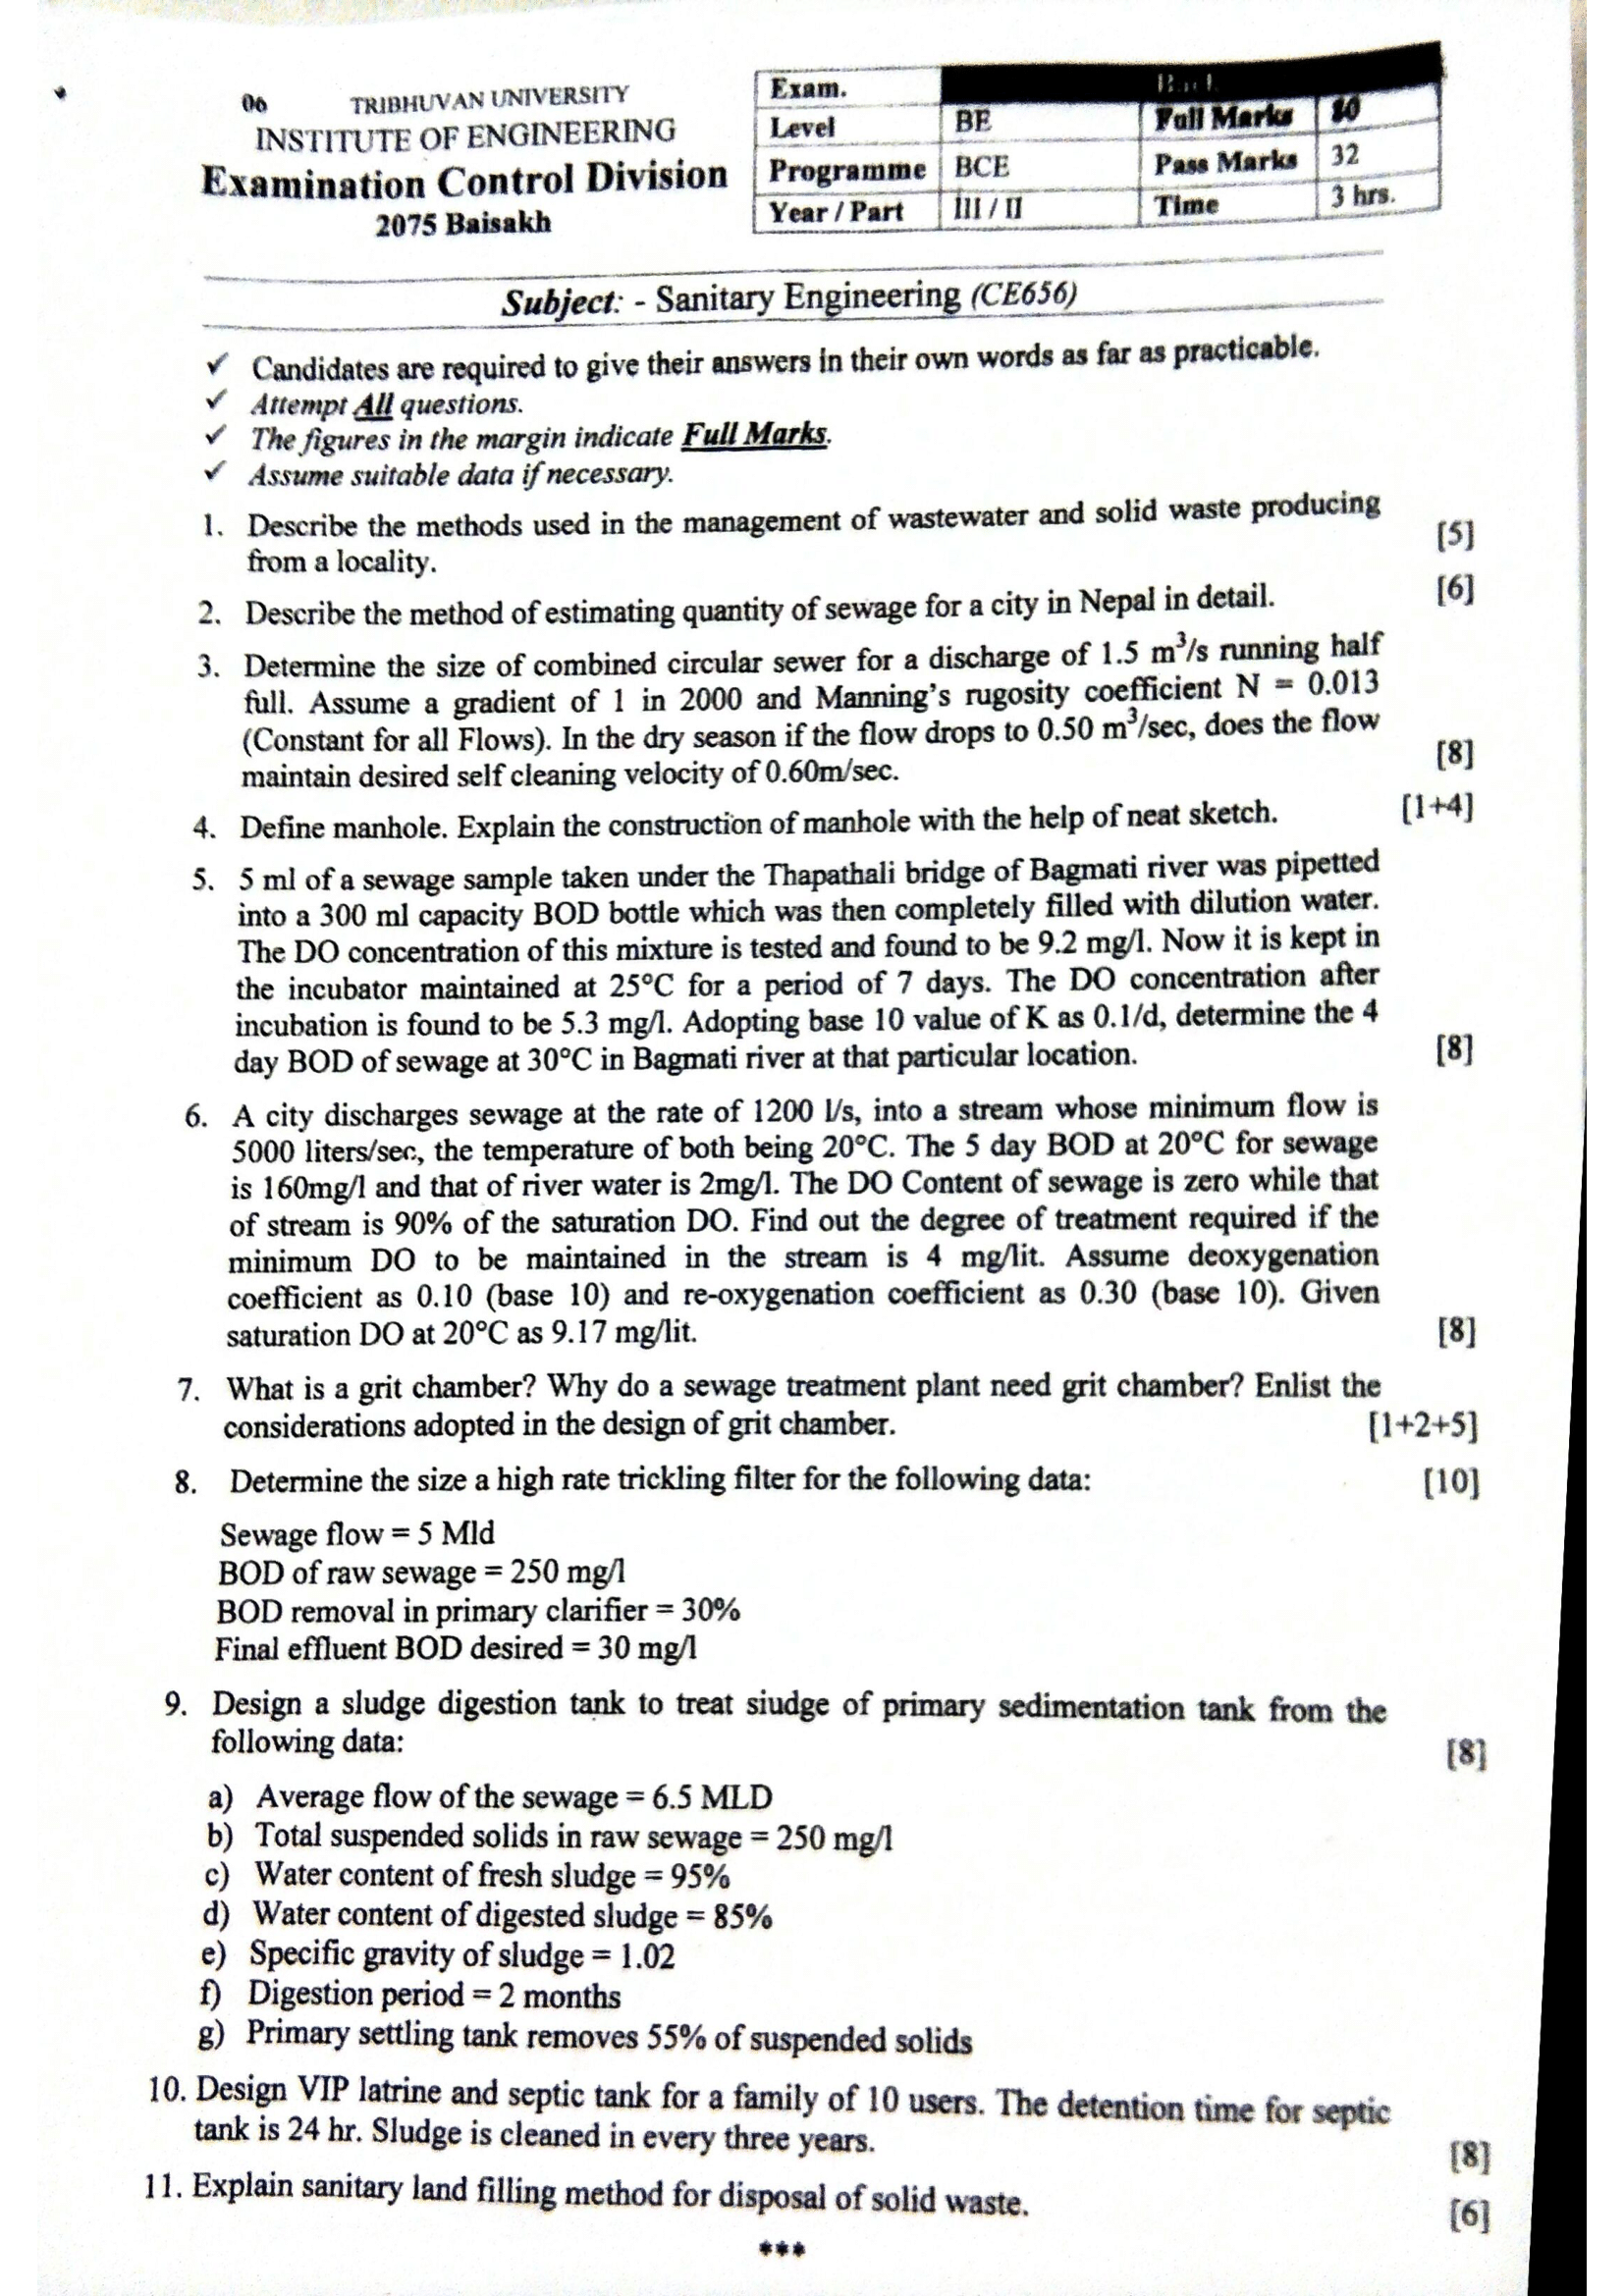 06 TRIBHUVAN UNIVERSITY
INSTITUTE OF ENGINEERING
Examination Control Division
2075 Baisakh
Exam.
Level BE Full Marks 80
Programme BCE Pass Marks 32
Year / Part III / II Time 3 hrs.
Subject: - Sanitary Engineering (CE656)
✓ Candidates are required to give their answers in their own words as far as practicable.
✓ Attempt All questions.
✓ The figures in the margin indicate Full Marks.
✓ Assume suitable data if necessary.
1. Describe the methods used in the management of wastewater and solid waste producing
from a locality. [5]
2. Describe the method of estimating quantity of sewage for a city in Nepal in detail. [6]
3. Determine the size of combined circular sewer for a discharge of 1.5 m³/s running half
full. Assume a gradient of 1 in 2000 and Manning's rugosity coefficient N = 0.013
(Constant for all Flows). In the dry season if the flow drops to 0.50 m³/sec, does the flow
maintain desired self cleaning velocity of 0.60m/sec. [8]
4. Define manhole. Explain the construction of manhole with the help of neat sketch. [1+4]
5. 5 ml of a sewage sample taken under the Thapathali bridge of Bagmati river was pipetted
into a 300 ml capacity BOD bottle which was then completely filled with dilution water.
The DO concentration of this mixture is tested and found to be 9.2 mg/l. Now it is kept in
the incubator maintained at 25°C for a period of 7 days. The DO concentration after
incubation is found to be 5.3 mg/l. Adopting base 10 value of K as 0.1/d, determine the 4
day BOD of sewage at 30°C in Bagmati river at that particular location. [8]
6. A city discharges sewage at the rate of 1200 l/s, into a stream whose minimum flow is
5000 liters/sec, the temperature of both being 20°C. The 5 day BOD at 20°C for sewage
is 160mg/l and that of river water is 2mg/l. The DO Content of sewage is zero while that
of stream is 90% of the saturation DO. Find out the degree of treatment required if the
minimum DO to be maintained in the stream is 4 mg/lit. Assume deoxygenation
coefficient as 0.10 (base 10) and re-oxygenation coefficient as 0.30 (base 10). Given
saturation DO at 20°C as 9.17 mg/lit. [8]
7. What is a grit chamber? Why do a sewage treatment plant need grit chamber? Enlist the
considerations adopted in the design of grit chamber. [1+2+5]
8. Determine the size a high rate trickling filter for the following data: [10]
Sewage flow = 5 Mld
BOD of raw sewage = 250 mg/l
BOD removal in primary clarifier = 30%
Final effluent BOD desired = 30 mg/l
9. Design a sludge digestion tank to treat siudge of primary sedimentation tank from the
following data: [8]
a) Average flow of the sewage = 6.5 MLD
b) Total suspended solids in raw sewage = 250 mg/l
c) Water content of fresh sludge = 95%
d) Water content of digested sludge = 85%
e) Specific gravity of sludge = 1.02
f) Digestion period = 2 months
g) Primary settling tank removes 55% of suspended solids
10. Design VIP latrine and septic tank for a family of 10 users. The detention time for septic
tank is 24 hr. Sludge is cleaned in every three years. [8]
11. Explain sanitary land filling method for disposal of solid waste. [6]
***